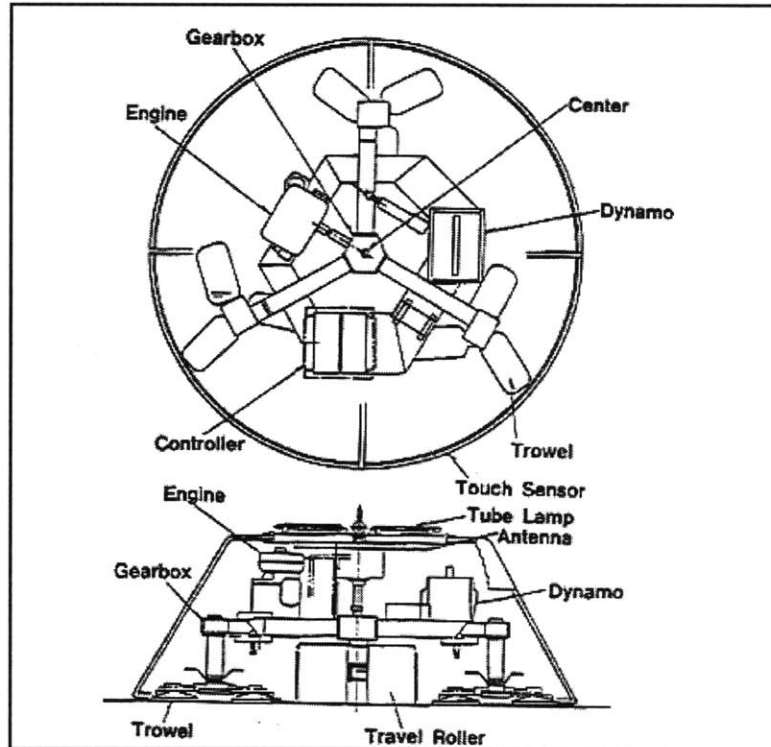 Gearbox
Engine
Center
Dynamo
Controller
Trowel
Touch Sensor
Engine
Tube Lamp
Antenna
Gearbox
Dynamo
Trowel
Travel Roller